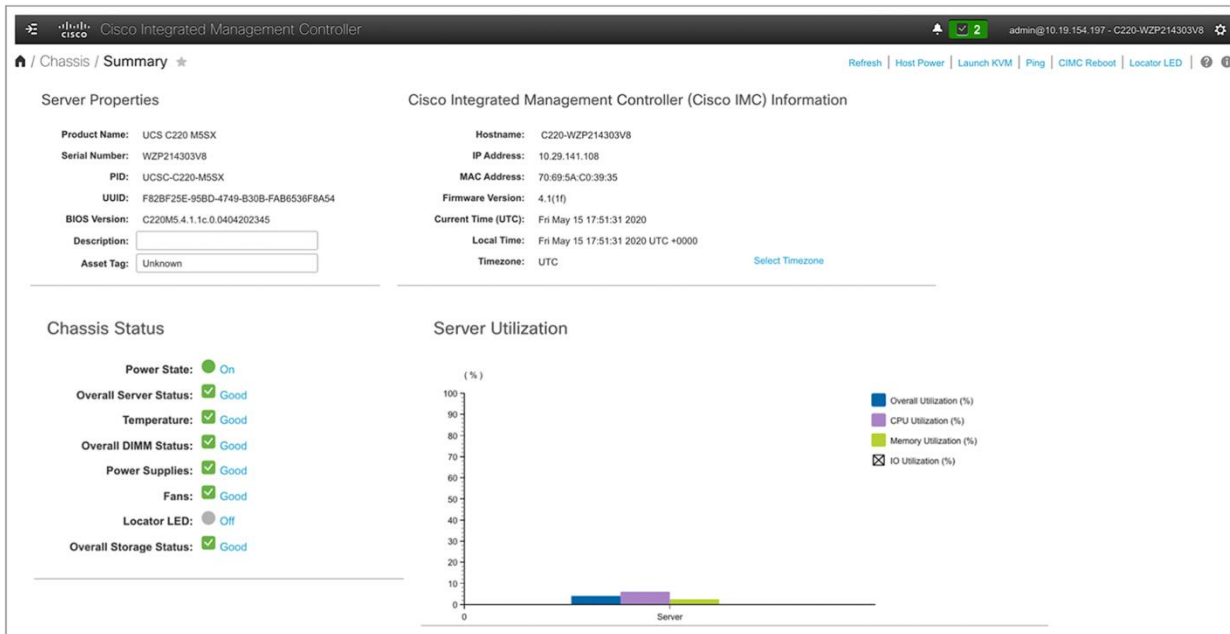 cisco Cisco Integrated Management Controller
2 admin@10.19.154.197 - C220-WZP214303V8
/ Chassis / Summary
Refresh | Host Power | Launch KVM | Ping | CIMC Reboot | Locator LED |
Server Properties
Product Name: UCS C220 M5SX
Serial Number: WZP214303V8
PID: UCSC-C220-M5SX
UUID: F82BF25E-95BD-4749-B30B-FAB6536F8A54
BIOS Version: C220M5.4.1.1c.0.0404202345
Description:
Asset Tag: Unknown
Cisco Integrated Management Controller (Cisco IMC) Information
Hostname: C220-WZP214303V8
IP Address: 10.29.141.108
MAC Address: 70:69:5A:C0:39:35
Firmware Version: 4.1(1f)
Current Time (UTC): Fri May 15 17:51:31 2020
Local Time: Fri May 15 17:51:31 2020 UTC +0000
Timezone: UTC Select Timezone
Chassis Status
Power State: On
Overall Server Status: Good
Temperature: Good
Overall DIMM Status: Good
Power Supplies: Good
Fans: Good
Locator LED: Off
Overall Storage Status: Good
Server Utilization
( % )
100
90
80
70
60
50
40
30
20
10
0
0 Server
Overall Utilization (%)
CPU Utilization (%)
Memory Utilization (%)
IO Utilization (%)